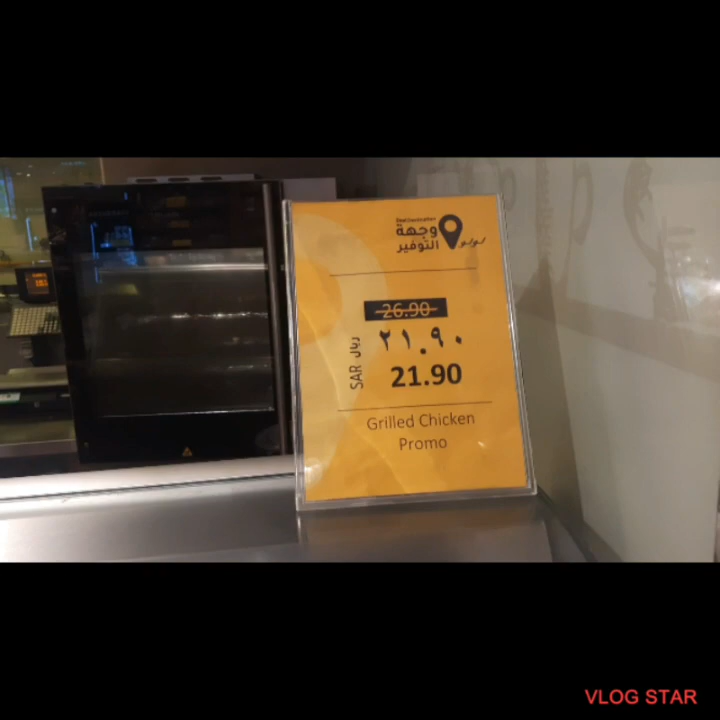 وجهة
التوفير
لولو
26.90
٢١.٩٠
SAR ريال
21.90
Grilled Chicken
Promo
VLOG STAR